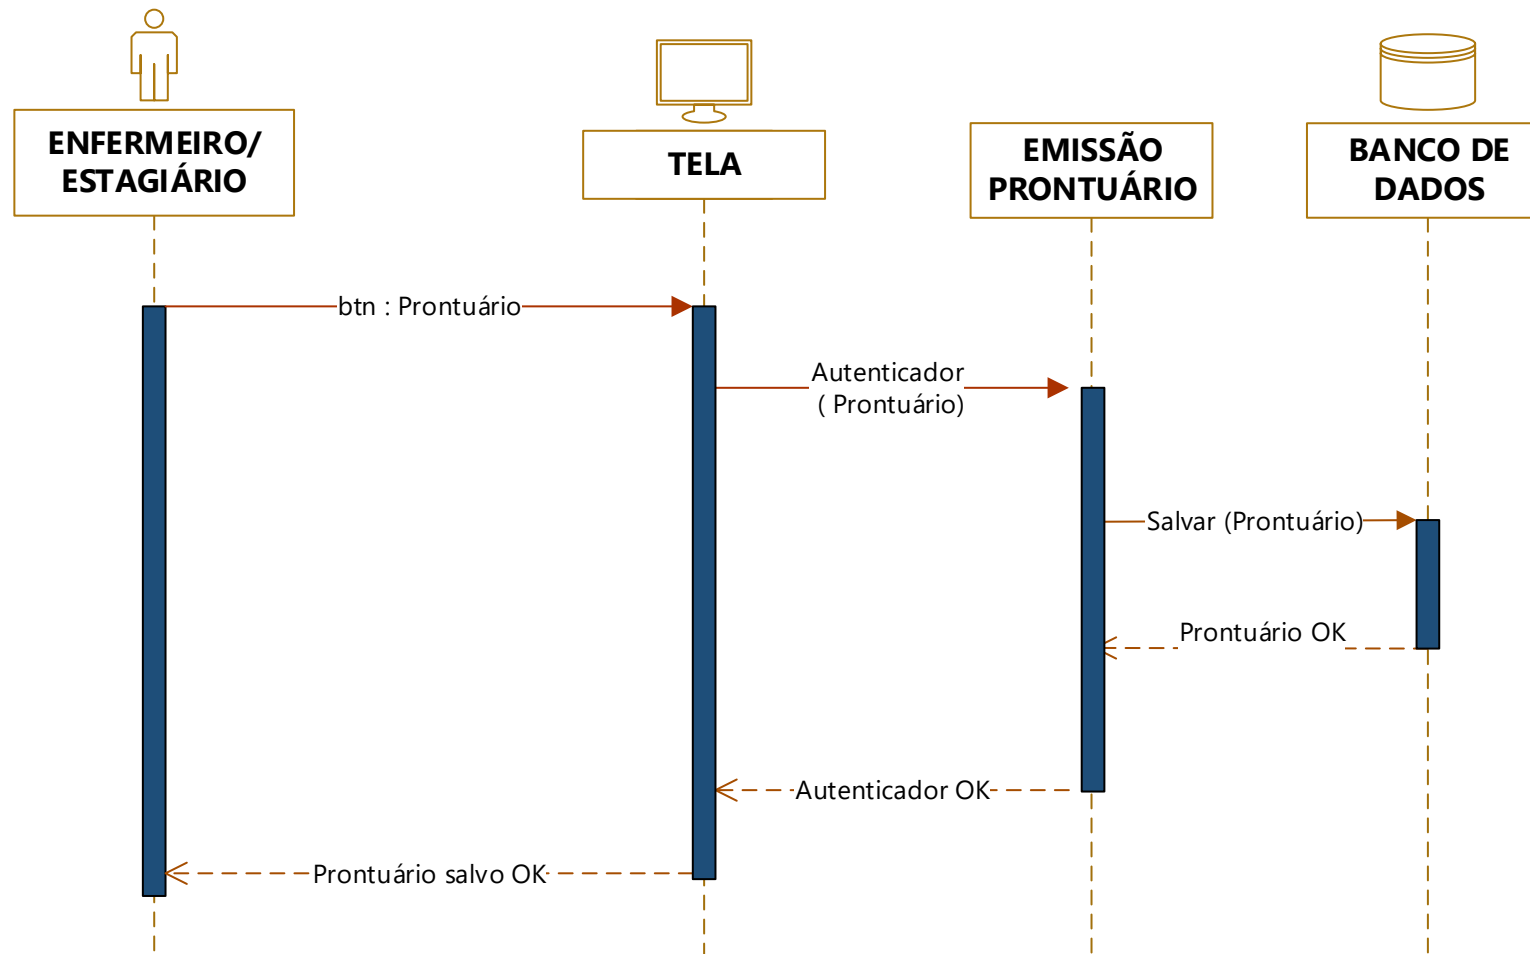 ENFERMEIRO/
ESTAGIÁRIO
TELA
EMISSÃO
PRONTUÁRIO
BANCO DE
DADOS
btn : Prontuário
Autenticador
( Prontuário)
Salvar (Prontuário)
Prontuário OK
Autenticador OK
Prontuário salvo OK